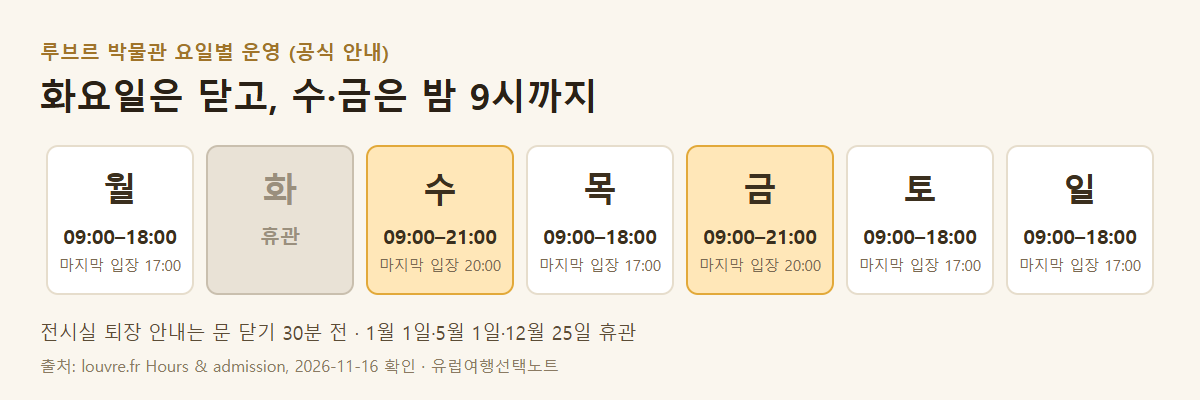 루브르 박물관 요일별 운영 (공식 안내)
화요일은 닫고, 수·금은 밤 9시까지
월
09:00–18:00
마지막 입장 17:00
화
휴관
수
09:00–21:00
마지막 입장 20:00
목
09:00–18:00
마지막 입장 17:00
금
09:00–21:00
마지막 입장 20:00
토
09:00–18:00
마지막 입장 17:00
일
09:00–18:00
마지막 입장 17:00
전시실 퇴장 안내는 문 닫기 30분 전 · 1월 1일·5월 1일·12월 25일 휴관
출처: louvre.fr Hours & admission, 2026-11-16 확인 · 유럽여행선택노트